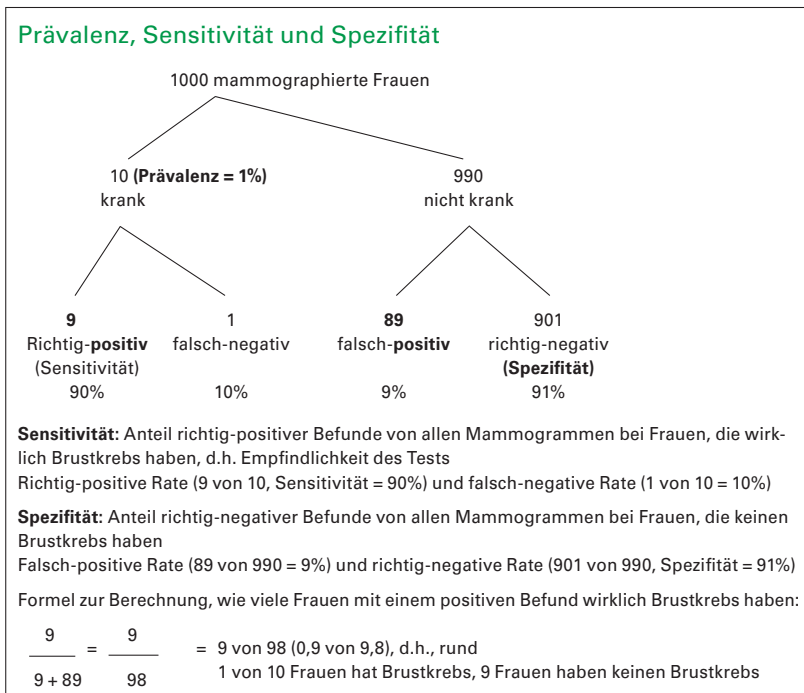 Prävalenz, Sensitivität und Spezifität
1000 mammographierte Frauen
10 (Prävalenz = 1%) 990
krank nicht krank
9 1 89 901
Richtig-positiv falsch-negativ falsch-positiv richtig-negativ
(Sensitivität) (Spezifität)
90% 10% 9% 91%
Sensitivität: Anteil richtig-positiver Befunde von allen Mammogrammen bei Frauen, die wirk-
lich Brustkrebs haben, d.h. Empfindlichkeit des Tests
Richtig-positive Rate (9 von 10, Sensitivität = 90%) und falsch-negative Rate (1 von 10 = 10%)
Spezifität: Anteil richtig-negativer Befunde von allen Mammogrammen bei Frauen, die keinen
Brustkrebs haben
Falsch-positive Rate (89 von 990 = 9%) und richtig-negative Rate (901 von 990, Spezifität = 91%)
Formel zur Berechnung, wie viele Frauen mit einem positiven Befund wirklich Brustkrebs haben:
9 9
= = 9 von 98 (0,9 von 9,8), d.h., rund
9 + 89 98 1 von 10 Frauen hat Brustkrebs, 9 Frauen haben keinen Brustkrebs